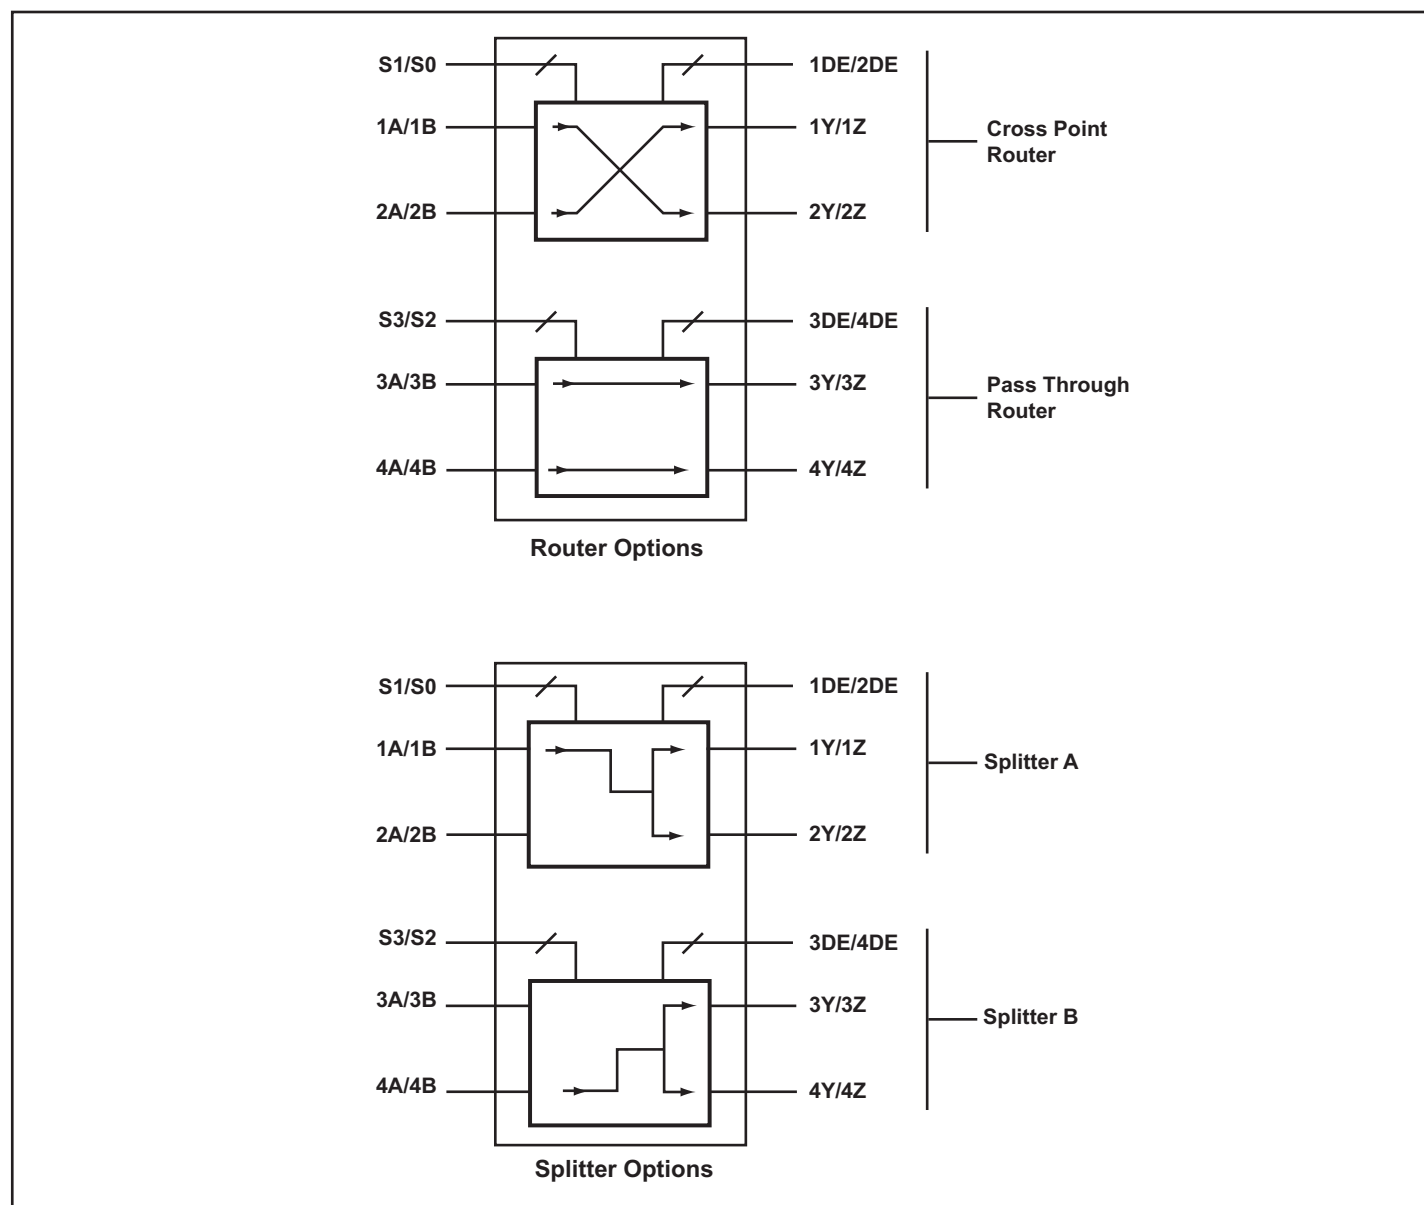 S1/S0
1DE/2DE
1A/1B
1Y/1Z
Cross Point
Router
2A/2B
2Y/2Z
S3/S2
3DE/4DE
3A/3B
3Y/3Z
Pass Through
Router
4A/4B
4Y/4Z
Router Options
S1/S0
1DE/2DE
1A/1B
1Y/1Z
Splitter A
2A/2B
2Y/2Z
S3/S2
3DE/4DE
3A/3B
3Y/3Z
Splitter B
4A/4B
4Y/4Z
Splitter Options